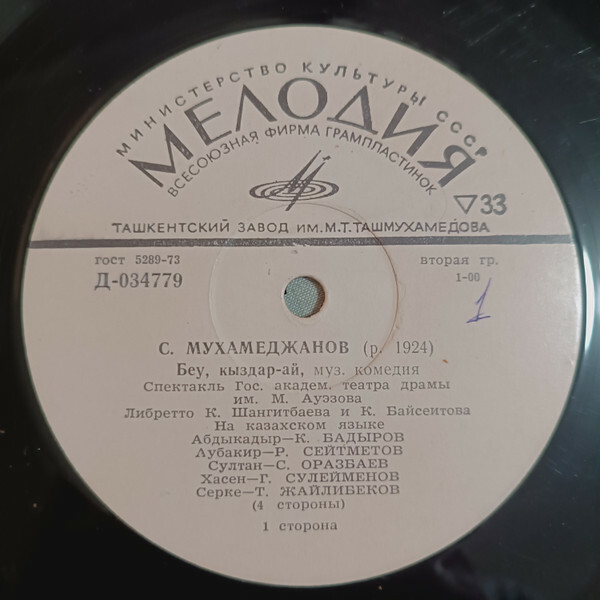 МИНИСТЕРСТВО КУЛЬТУРЫ СССР
МЕЛОДИЯ
ВСЕСОЮЗНАЯ ФИРМА ГРАМПЛАСТИНОК
▽33
ТАШКЕНТСКИЙ ЗАВОД ИМ. М.Т. ТАШМУХАМЕДОВА
гост 5289-73
вторая гр.
Д-034779
1-00
1
С. МУХАМЕДЖАНОВ (р. 1924)
Беу, кыздар-ай, муз. комедия
Спектакль Гос. академ. театра драмы
им. М. Ауэзова
Либретто К. Шангитбаева и К. Байсеитова
На казахском языке
Абдыкадыр—К. БАДЫРОВ
Аубакир—Р. СЕЙТМЕТОВ
Султан—С. ОРАЗБАЕВ
Хасен—Г. СУЛЕЙМЕНОВ
Серке—Т. ЖАЙЛИБЕКОВ
(4 стороны)
1 сторона